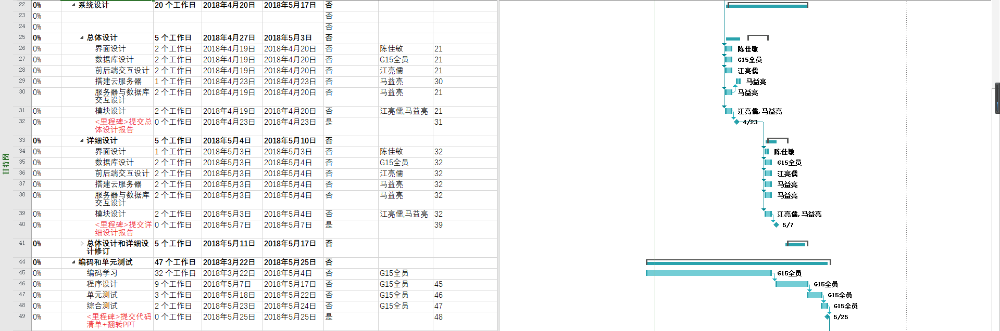 甘特图
22 0% 系统设计 20 个工作日 2018年4月20日 2018年5月17日 否
23 0% 否
24 0% 否
25 0% 总体设计 5 个工作日 2018年4月27日 2018年5月3日 否
26 0% 界面设计 2 个工作日 2018年4月19日 2018年4月20日 否 陈佳敏 21 陈佳敏
27 0% 数据库设计 2 个工作日 2018年4月19日 2018年4月20日 否 G15全员 21 G15全员
28 0% 前后端交互设计 2 个工作日 2018年4月19日 2018年4月20日 否 江亮儒 21 江亮儒
29 0% 搭建云服务器 1 个工作日 2018年4月23日 2018年4月23日 否 马益亮 30 马益亮
30 0% 服务器与数据库 2 个工作日 2018年4月19日 2018年4月20日 否 马益亮 21 马益亮
交互设计
31 0% 模块设计 2 个工作日 2018年4月19日 2018年4月20日 否 江亮儒,马益亮 21 江亮儒,马益亮
32 0% <里程碑>提交总 0 个工作日 2018年4月23日 2018年4月23日 是 31 4/23
体设计报告
33 0% 详细设计 5 个工作日 2018年5月4日 2018年5月10日 否
34 0% 界面设计 1 个工作日 2018年5月3日 2018年5月3日 否 陈佳敏 32 陈佳敏
35 0% 数据库设计 2 个工作日 2018年5月3日 2018年5月4日 否 G15全员 32 G15全员
36 0% 前后端交互设计 2 个工作日 2018年5月3日 2018年5月4日 否 江亮儒 32 江亮儒
37 0% 搭建云服务器 2 个工作日 2018年5月3日 2018年5月4日 否 马益亮 32 马益亮
38 0% 服务器与数据库 2 个工作日 2018年5月3日 2018年5月4日 否 马益亮 32 马益亮
交互设计
39 0% 模块设计 2 个工作日 2018年5月3日 2018年5月4日 否 江亮儒,马益亮 32 江亮儒,马益亮
40 0% <里程碑>提交详 0 个工作日 2018年5月7日 2018年5月7日 是 39 5/7
细设计报告
41 0% 总体设计和详细设 5 个工作日 2018年5月11日 2018年5月17日 否
计修订
44 0% 编码和单元测试 47 个工作日 2018年3月22日 2018年5月25日 否
45 0% 编码学习 32 个工作日 2018年3月22日 2018年5月4日 否 G15全员 G15全员
46 0% 程序设计 9 个工作日 2018年5月7日 2018年5月17日 否 G15全员 45 G15全员
47 0% 单元测试 3 个工作日 2018年5月18日 2018年5月22日 否 G15全员 46 G15全员
48 0% 综合测试 2 个工作日 2018年5月23日 2018年5月24日 否 G15全员 47 G15全员
49 0% <里程碑>提交代码 0 个工作日 2018年5月25日 2018年5月25日 是 48 5/25
清单+翻转PPT